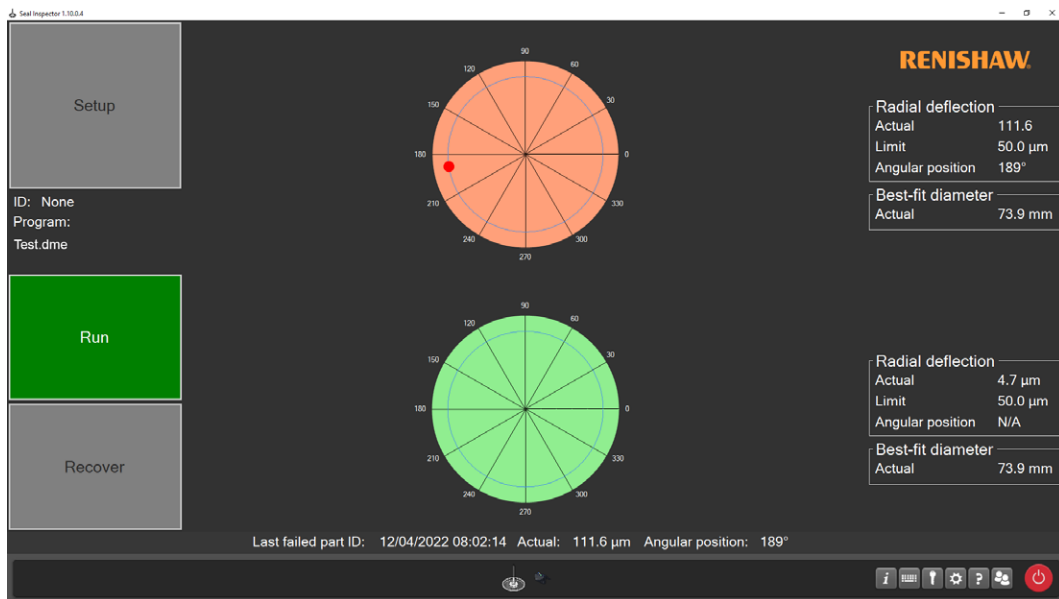 Seal Inspector 1.10.0.4
Setup
ID: None
Program:
Test.dme
Run
Recover
90
120
60
150
30
180
0
210
330
240
300
270
RENISHAW.
Radial deflection
Actual 111.6
Limit 50.0 µm
Angular position 189°
Best-fit diameter
Actual 73.9 mm
90
120
60
150
30
180
0
210
330
240
300
270
Radial deflection
Actual 4.7 µm
Limit 50.0 µm
Angular position N/A
Best-fit diameter
Actual 73.9 mm
Last failed part ID: 12/04/2022 08:02:14 Actual: 111.6 µm Angular position: 189°